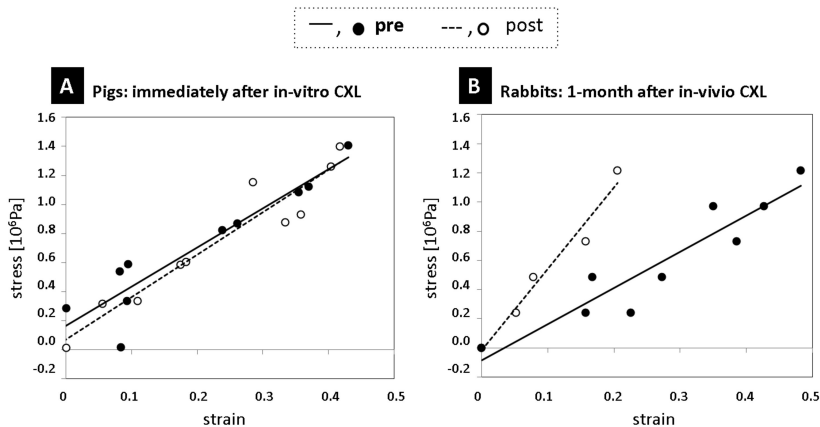 , pre , post
A Pigs: immediately after in-vitro CXL
1.6
1.4
1.2
1.0
0.8
0.6
0.4
0.2
0.0
-0.2
stress [10⁶Pa]
0 0.1 0.2 0.3 0.4 0.5
strain
B Rabbits: 1-month after in-vivio CXL
1.6
1.4
1.2
1.0
0.8
0.6
0.4
0.2
0.0
-0.2
stress [10⁶Pa]
0 0.1 0.2 0.3 0.4 0.5
strain